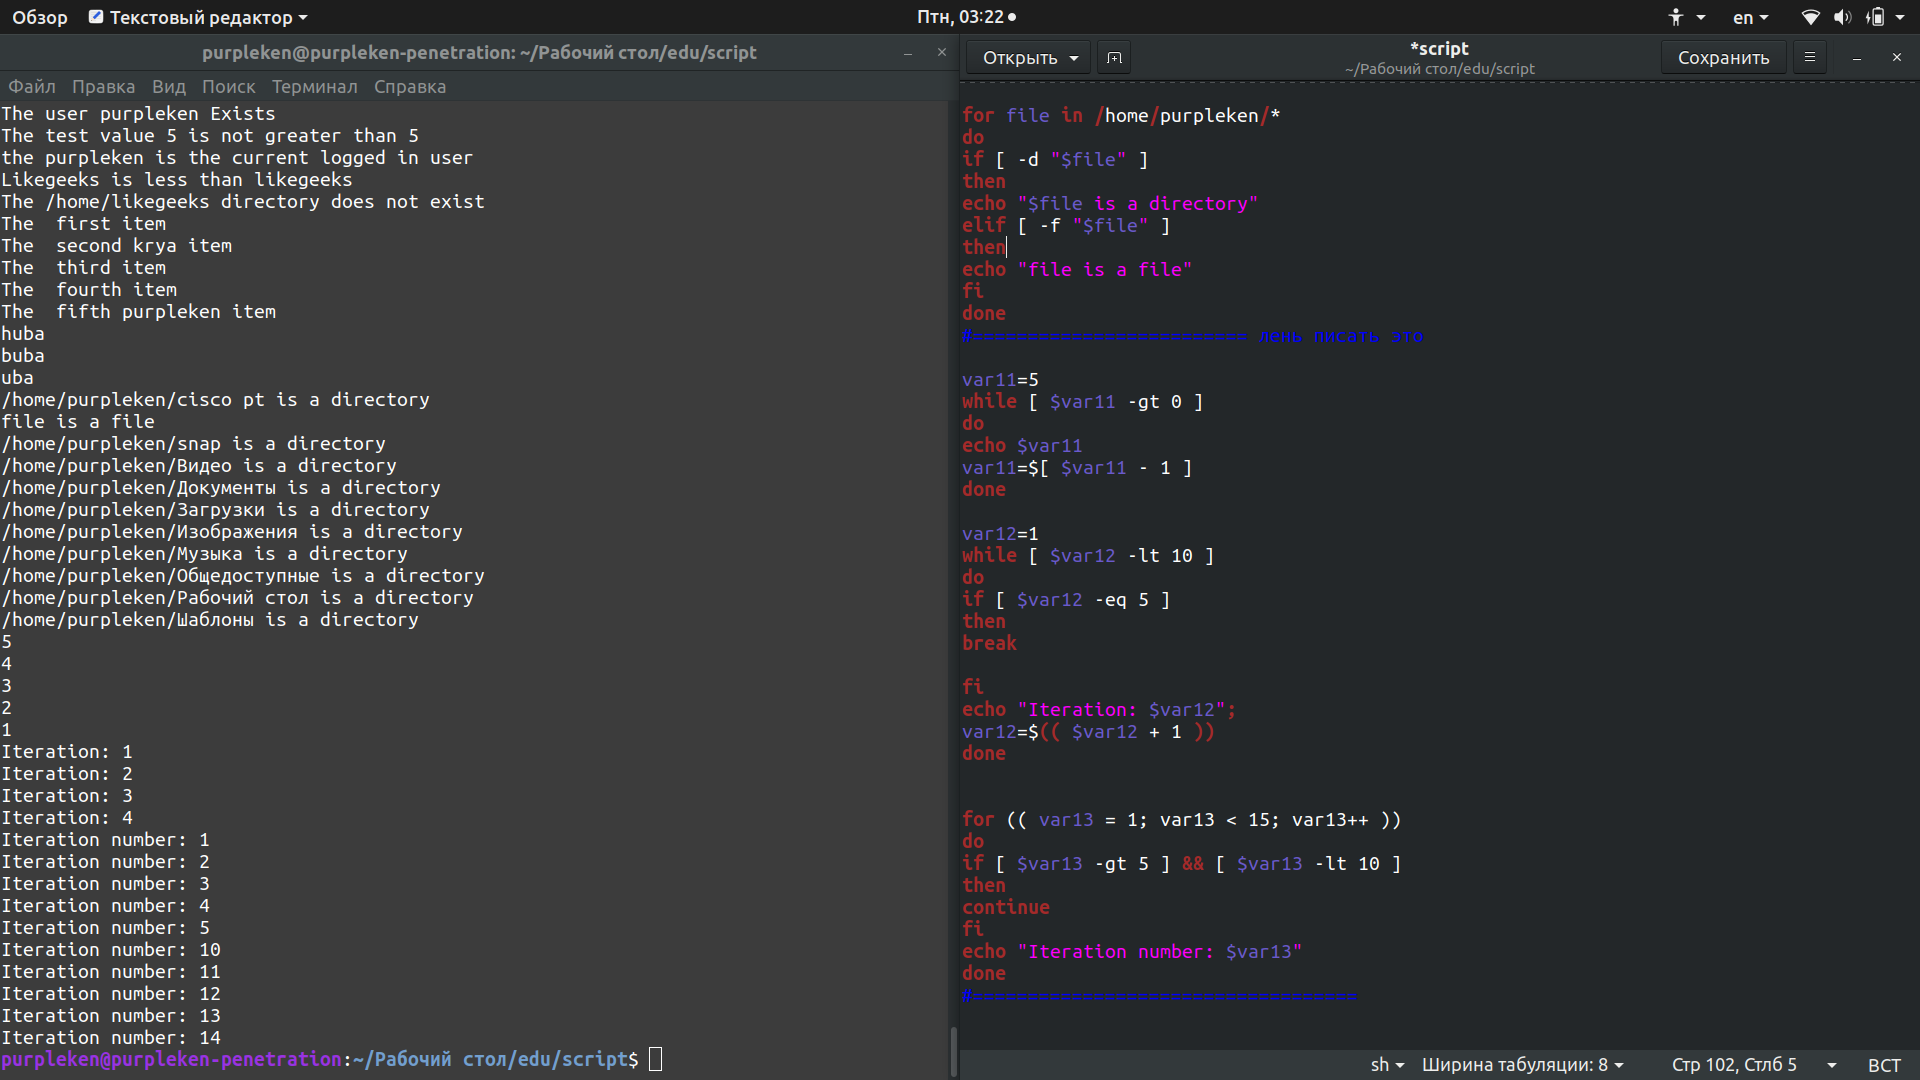 Обзор Текстовый редактор Птн, 03:22 en
purpleken@purpleken-penetration: ~/Рабочий стол/edu/script
Файл Правка Вид Поиск Терминал Справка
The user purpleken Exists
The test value 5 is not greater than 5
the purpleken is the current logged in user
Likegeeks is less than likegeeks
The /home/likegeeks directory does not exist
The  first item
The  second krya item
The  third item
The  fourth item
The  fifth purpleken item
huba
buba
uba
/home/purpleken/cisco pt is a directory
file is a file
/home/purpleken/snap is a directory
/home/purpleken/Видео is a directory
/home/purpleken/Документы is a directory
/home/purpleken/Загрузки is a directory
/home/purpleken/Изображения is a directory
/home/purpleken/Музыка is a directory
/home/purpleken/Общедоступные is a directory
/home/purpleken/Рабочий стол is a directory
/home/purpleken/Шаблоны is a directory
5
4
3
2
1
Iteration: 1
Iteration: 2
Iteration: 3
Iteration: 4
Iteration number: 1
Iteration number: 2
Iteration number: 3
Iteration number: 4
Iteration number: 5
Iteration number: 10
Iteration number: 11
Iteration number: 12
Iteration number: 13
Iteration number: 14
purpleken@purpleken-penetration:~/Рабочий стол/edu/script$
Открыть *script Сохранить
~/Рабочий стол/edu/script
for file in /home/purpleken/*
do
if [ -d "$file" ]
then
echo "$file is a directory"
elif [ -f "$file" ]
then
echo "file is a file"
fi
done
#========================= лень писать это
var11=5
while [ $var11 -gt 0 ]
do
echo $var11
var11=$[ $var11 - 1 ]
done
var12=1
while [ $var12 -lt 10 ]
do
if [ $var12 -eq 5 ]
then
break
fi
echo "Iteration: $var12";
var12=$(( $var12 + 1 ))
done
for (( var13 = 1; var13 < 15; var13++ ))
do
if [ $var13 -gt 5 ] && [ $var13 -lt 10 ]
then
continue
fi
echo "Iteration number: $var13"
done
#===================================
sh Ширина табуляции: 8 Стр 102, Стлб 5 ВСТ